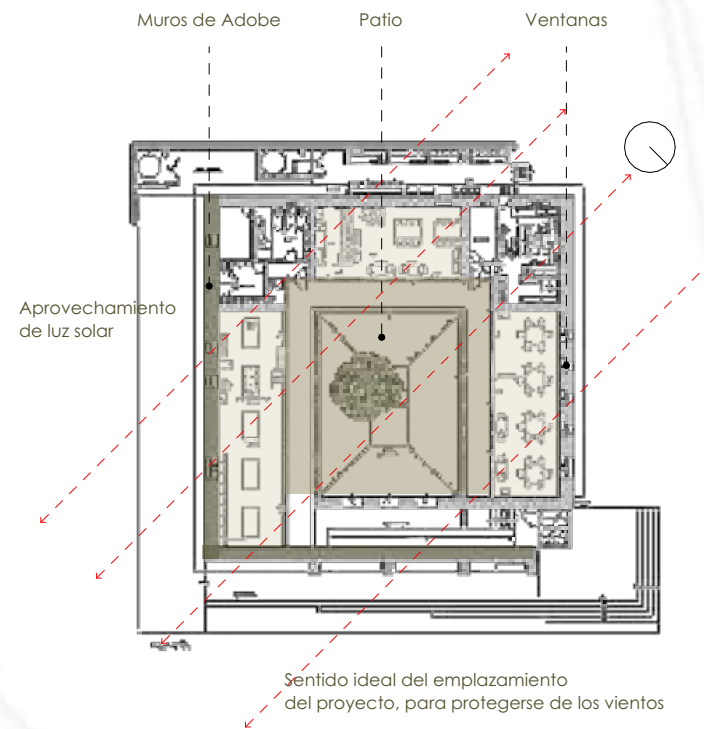 Muros de Adobe
Patio
Ventanas
Aprovechamiento
de luz solar
Sentido ideal del emplazamiento
del proyecto, para protegerse de los vientos